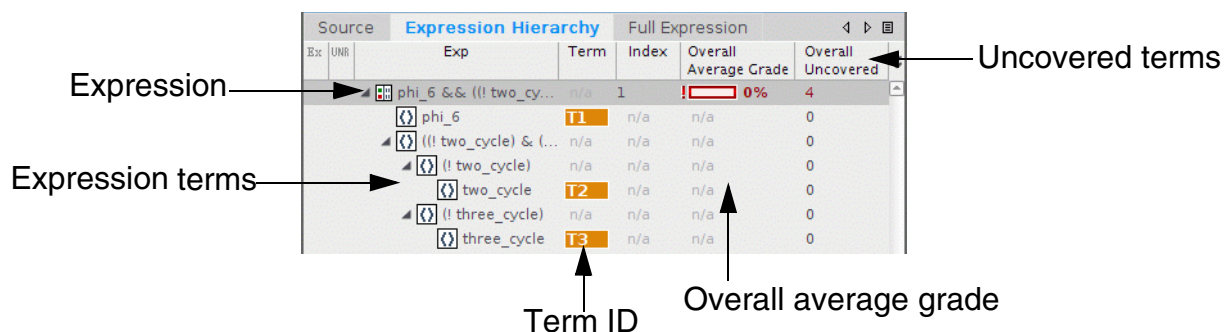 Source Expression Hierarchy Full Expression
Ex UNR Exp Term Index Overall Average Grade Overall Uncovered
Uncovered terms
Expression
phi_6 && ((! two_cy... n/a 1 ! 0% 4
phi_6 T1 n/a n/a 0
((! two_cycle) & (... n/a n/a n/a 0
Expression terms
(! two_cycle) n/a n/a n/a 0
two_cycle T2 n/a n/a 0
(! three_cycle) n/a n/a n/a 0
three_cycle T3 n/a n/a 0
Overall average grade
Term ID